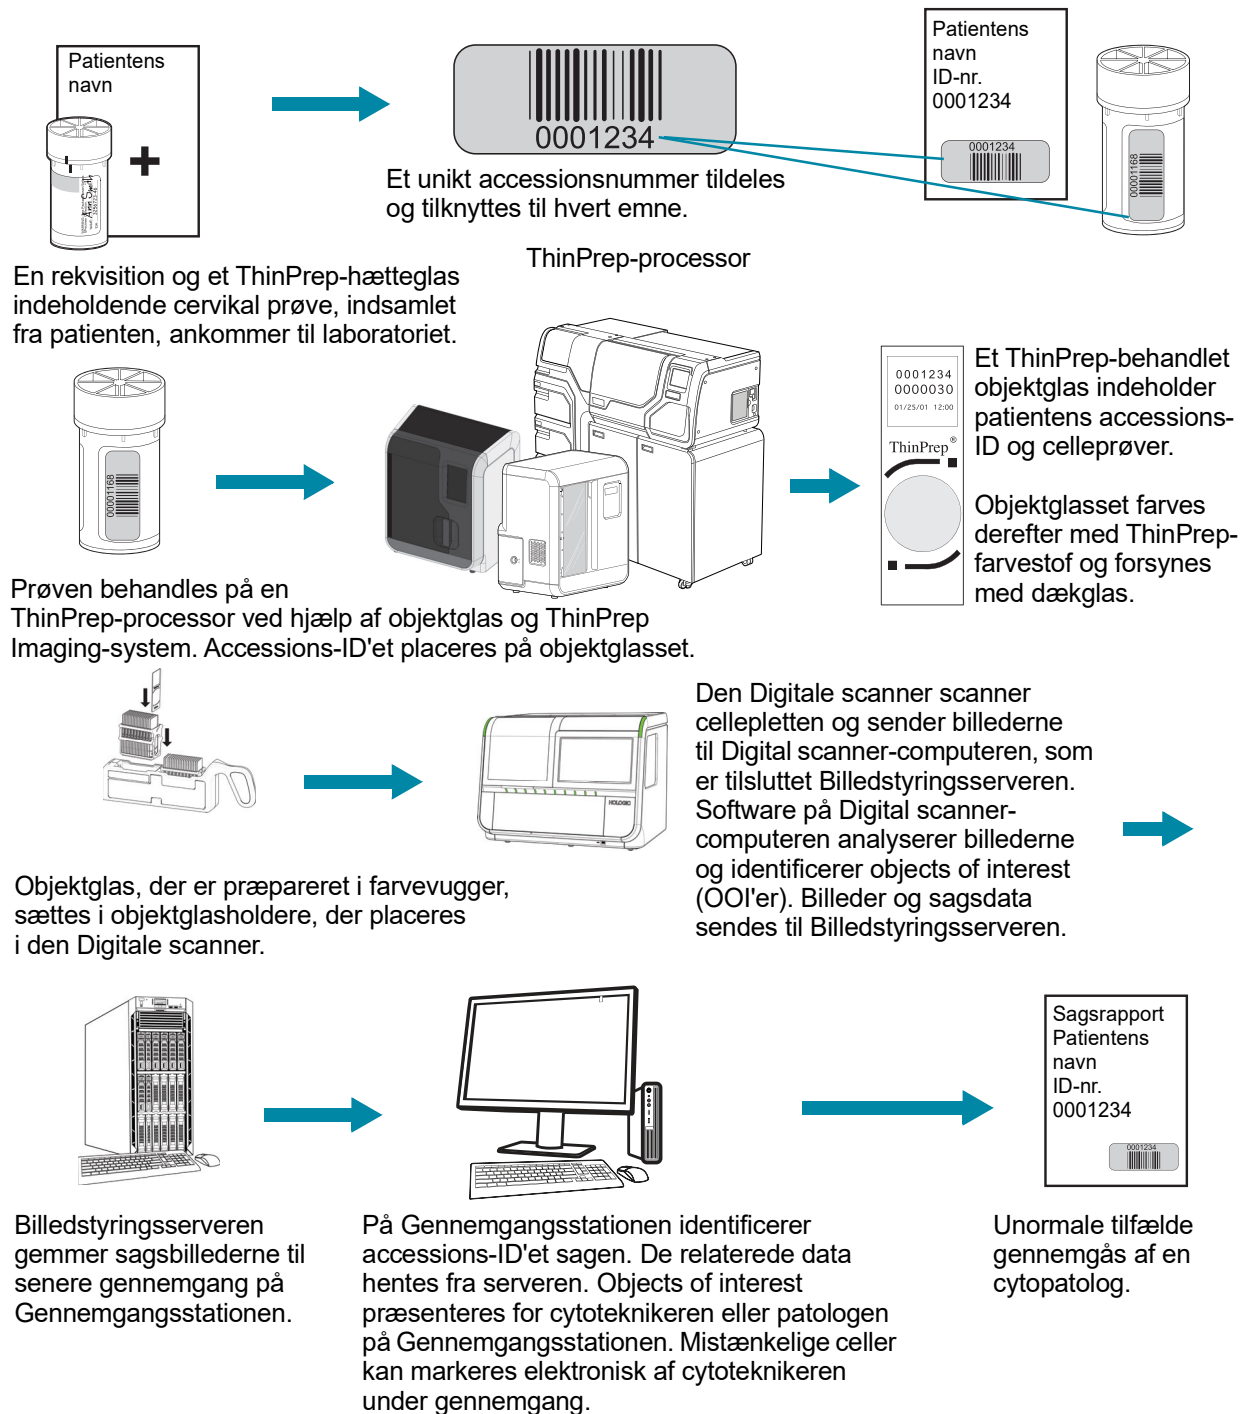 Patientens
navn
0001234
Et unikt accessionsnummer tildeles
og tilknyttes til hvert emne.
Patientens
navn
ID-nr.
0001234
0001234
00001168
En rekvisition og et ThinPrep-hætteglas
indeholdende cervikal prøve, indsamlet
fra patienten, ankommer til laboratoriet.
ThinPrep-processor
00001168
Prøven behandles på en
ThinPrep-processor ved hjælp af objektglas og ThinPrep
Imaging-system. Accessions-ID'et placeres på objektglasset.
0001234
0000030
01/25/01 12:00
ThinPrep®
Et ThinPrep-behandlet
objektglas indeholder
patientens accessions-
ID og celleprøver.
Objektglasset farves
derefter med ThinPrep-
farvestof og forsynes
med dækglas.
Objektglas, der er præpareret i farvevugger,
sættes i objektglasholdere, der placeres
i den Digitale scanner.
HOLOGIC
Den Digitale scanner scanner
cellepletten og sender billederne
til Digital scanner-computeren, som
er tilsluttet Billedstyringsserveren.
Software på Digital scanner-
computeren analyserer billederne
og identificerer objects of interest
(OOI'er). Billeder og sagsdata
sendes til Billedstyringsserveren.
Billedstyringsserveren
gemmer sagsbillederne til
senere gennemgang på
Gennemgangsstationen.
På Gennemgangsstationen identificerer
accessions-ID'et sagen. De relaterede data
hentes fra serveren. Objects of interest
præsenteres for cytoteknikeren eller patologen
på Gennemgangsstationen. Mistænkelige celler
kan markeres elektronisk af cytoteknikeren
under gennemgang.
Sagsrapport
Patientens
navn
ID-nr.
0001234
0001234
Unormale tilfælde
gennemgås af en
cytopatolog.